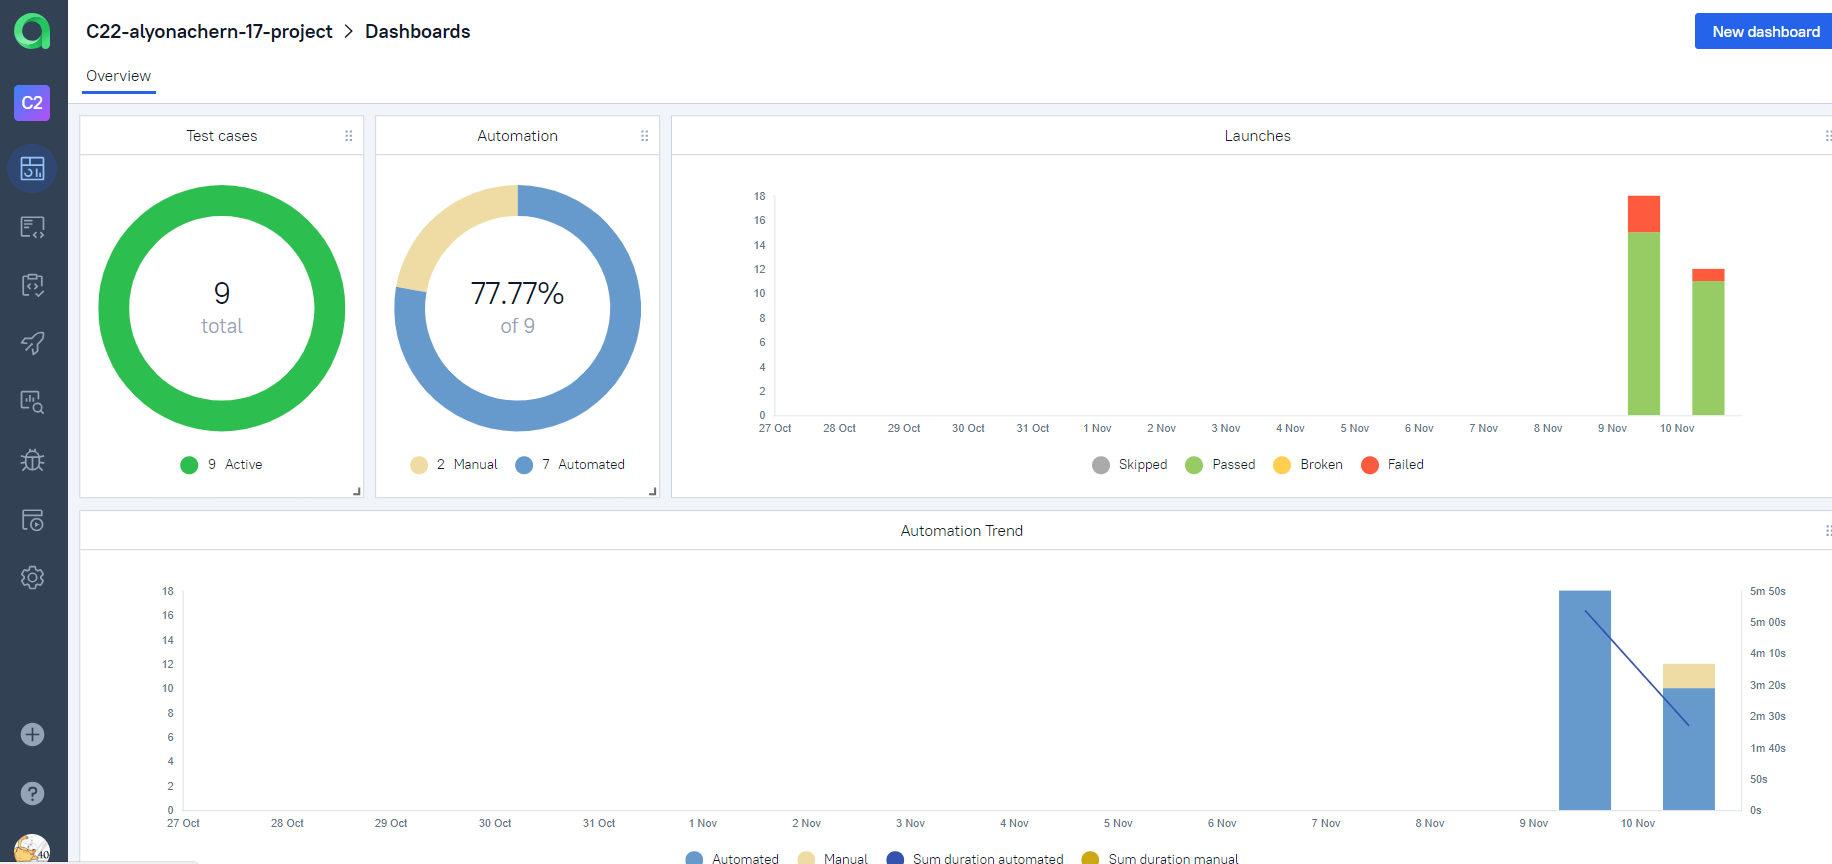 C22-alyonachern-17-project > Dashboards
New dashboard
Overview
C2
Test cases
9
total
9 Active
Automation
77.77%
of 9
2 Manual 7 Automated
Launches
18
16
14
12
10
8
6
4
2
0
27 Oct 28 Oct 29 Oct 30 Oct 31 Oct 1 Nov 2 Nov 3 Nov 4 Nov 5 Nov 6 Nov 7 Nov 8 Nov 9 Nov 10 Nov
Skipped Passed Broken Failed
Automation Trend
18
16
14
12
10
8
6
4
2
0
5m 50s
5m 00s
4m 10s
3m 20s
2m 30s
1m 40s
50s
0s
27 Oct 28 Oct 29 Oct 30 Oct 31 Oct 1 Nov 2 Nov 3 Nov 4 Nov 5 Nov 6 Nov 7 Nov 8 Nov 9 Nov 10 Nov
Automated Manual Sum duration automated Sum duration manual
40